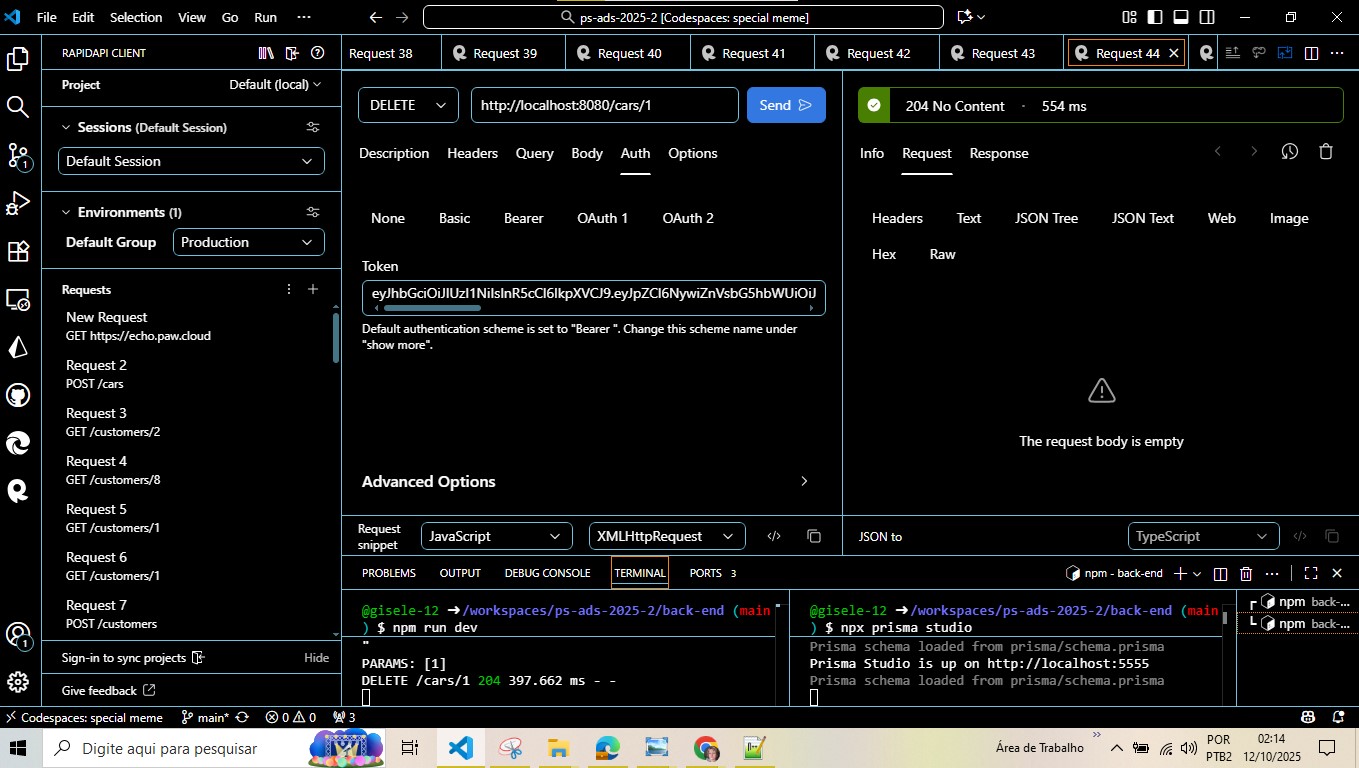 File Edit Selection View Go Run ···
ps-ads-2025-2 [Codespaces: special meme]
RAPIDAPI CLIENT
Request 38 Request 39 Request 40 Request 41 Request 42 Request 43 Request 44
Project Default (local)
Sessions (Default Session)
Default Session
Environments (1)
Default Group Production
Requests
New Request
GET https://echo.paw.cloud
Request 2
POST /cars
Request 3
GET /customers/2
Request 4
GET /customers/8
Request 5
GET /customers/1
Request 6
GET /customers/1
Request 7
POST /customers
Sign-in to sync projects Hide
Give feedback
DELETE http://localhost:8080/cars/1 Send
Description Headers Query Body Auth Options
None Basic Bearer OAuth 1 OAuth 2
Token
Default authentication scheme is set to "Bearer ". Change this scheme name under
"show more".
Advanced Options
Request
snippet
JavaScript XMLHttpRequest
204 No Content · 554 ms
Info Request Response
Headers Text JSON Tree JSON Text Web Image
Hex Raw
The request body is empty
JSON to TypeScript
PROBLEMS OUTPUT DEBUG CONSOLE TERMINAL PORTS 3
npm - back-end
@gisele-12 ➜/workspaces/ps-ads-2025-2/back-end (main
) $ npm run dev
"
PARAMS: [1]
DELETE /cars/1 204 397.662 ms - -
@gisele-12 ➜/workspaces/ps-ads-2025-2/back-end (main
) $ npx prisma studio
Prisma schema loaded from prisma/schema.prisma
Prisma Studio is up on http://localhost:5555
Prisma schema loaded from prisma/schema.prisma
npm back-...
npm back-...
1
1
Codespaces: special meme main* 0 0 3
Digite aqui para pesquisar
Área de Trabalho
POR
PTB2
02:14
12/10/2025